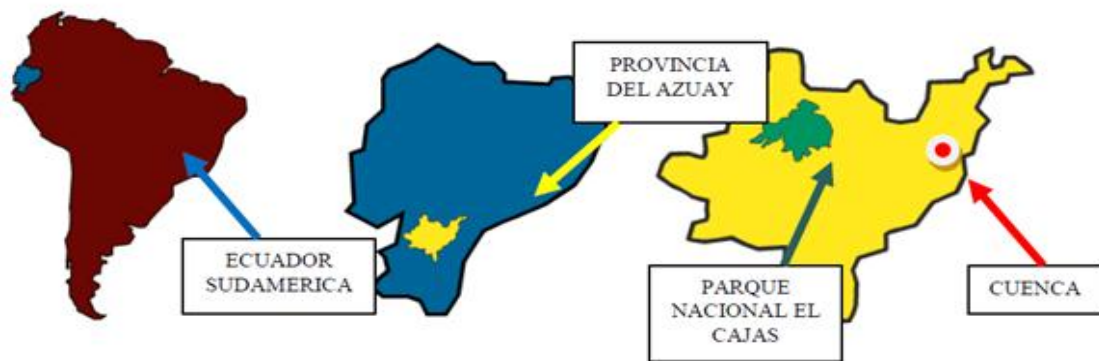 ECUADOR
SUDAMERICA
PROVINCIA
DEL AZUAY
PARQUE
NACIONAL EL
CAJAS
CUENCA